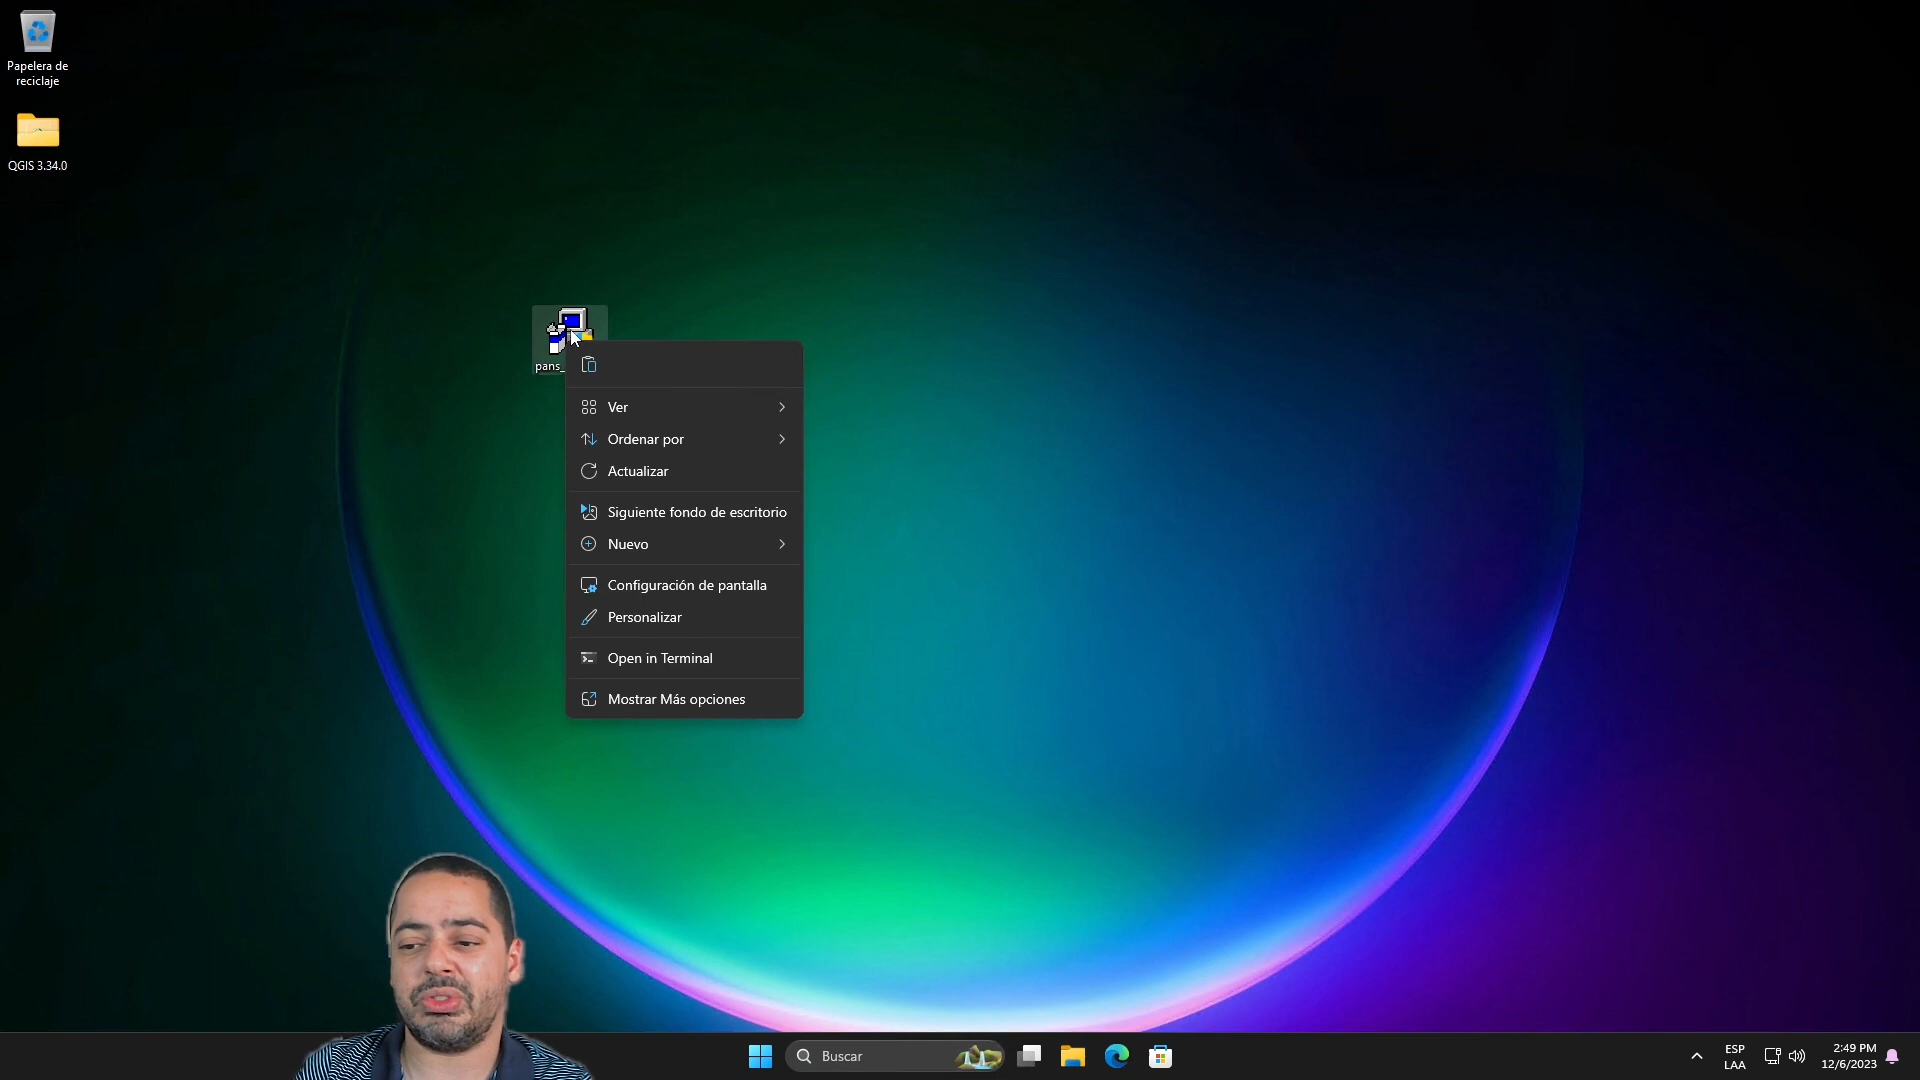 Papelera de
reciclaje
QGIS 3.34.0
pans_
Ver
Ordenar por
Actualizar
Siguiente fondo de escritorio
Nuevo
Configuración de pantalla
Personalizar
Open in Terminal
Mostrar Más opciones
Buscar
ESP
LAA
2:49 PM
12/6/2023